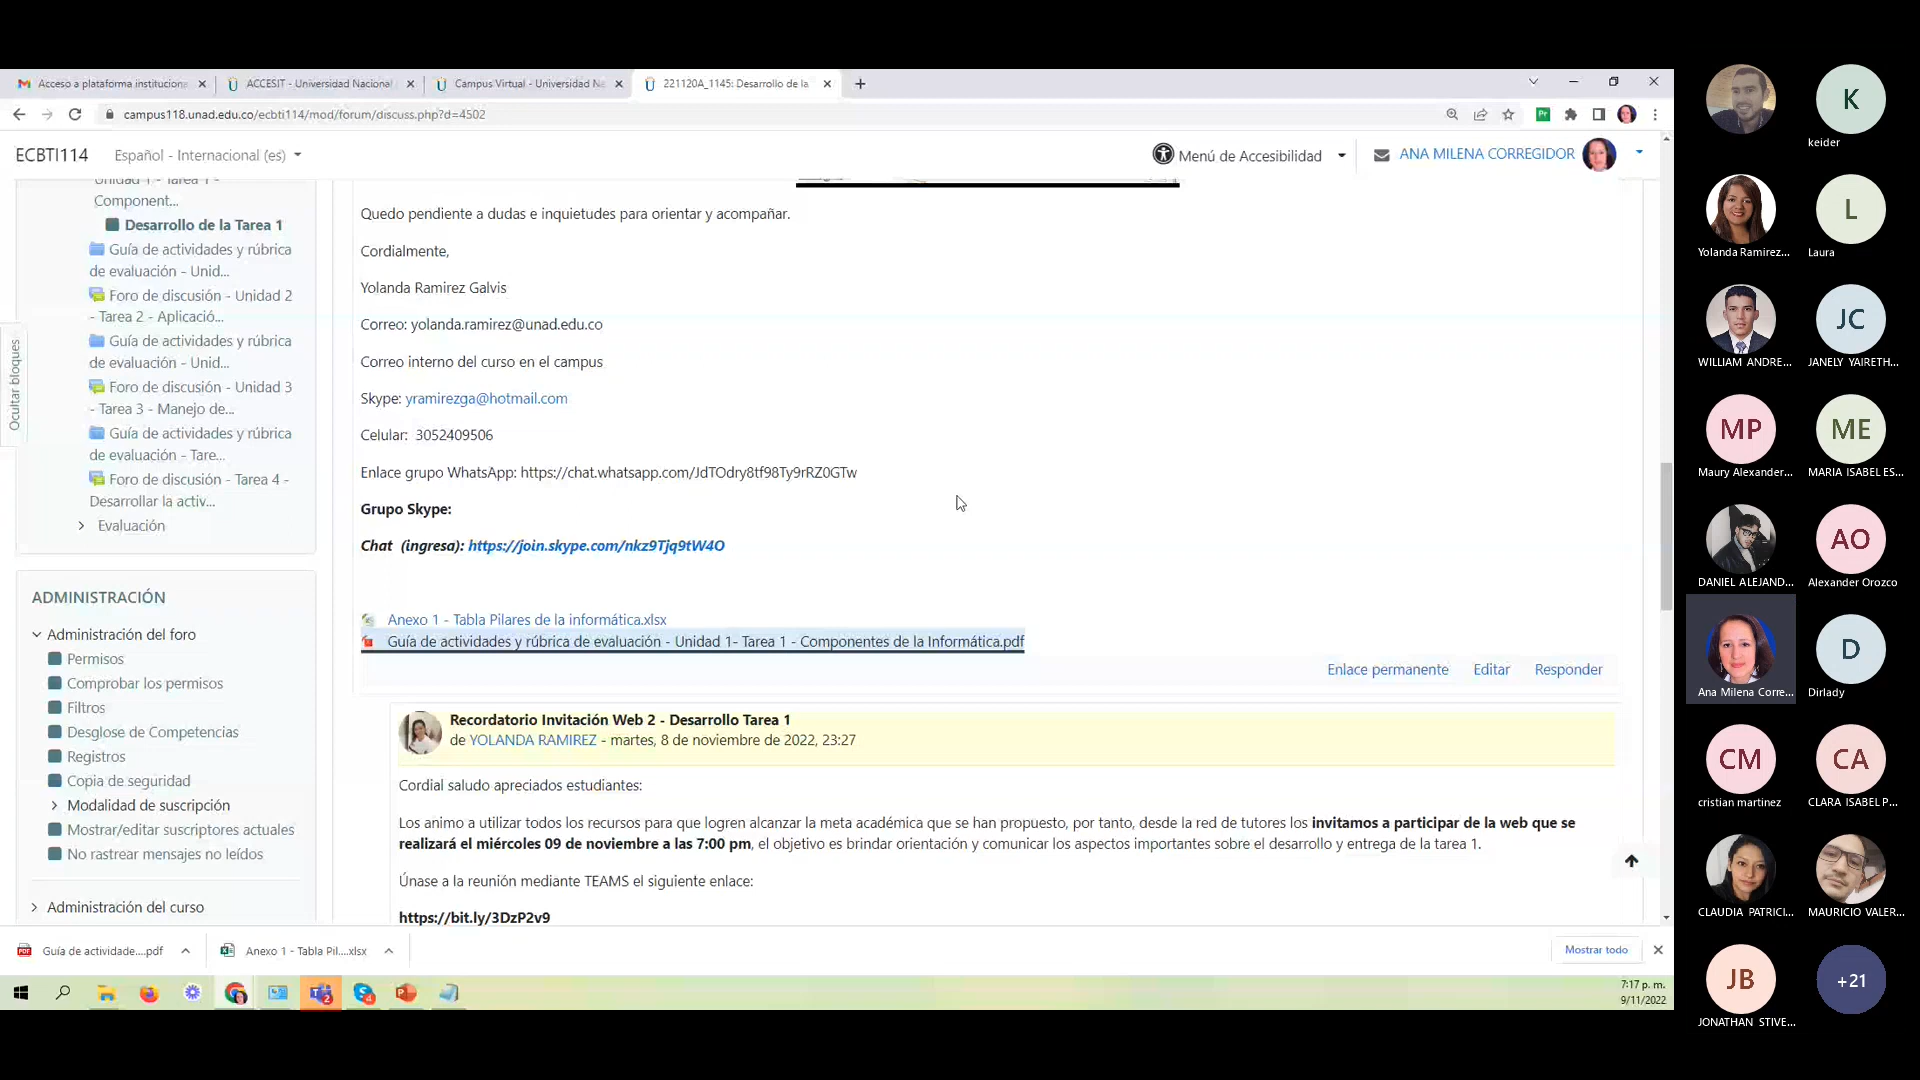 Acceso a plataforma instituciona
ACCESIT - Universidad Nacional
Campus Virtual - Universidad Na
221120A_1145: Desarrollo de la
campus118.unad.edu.co/ecbti114/mod/forum/discuss.php?d=4502
ECBTI114
Español - Internacional (es)
Menú de Accesibilidad
ANA MILENA CORREGIDOR
Ocultar bloques
Unidad 1 - Tarea 1 -
Component...
Desarrollo de la Tarea 1
Guía de actividades y rúbrica
de evaluación - Unid...
Foro de discusión - Unidad 2
- Tarea 2 - Aplicació...
Guía de actividades y rúbrica
de evaluación - Unid...
Foro de discusión - Unidad 3
- Tarea 3 - Manejo de...
Guía de actividades y rúbrica
de evaluación - Tare...
Foro de discusión - Tarea 4 -
Desarrollar la activ...
Evaluación
ADMINISTRACIÓN
Administración del foro
Permisos
Comprobar los permisos
Filtros
Desglose de Competencias
Registros
Copia de seguridad
Modalidad de suscripción
Mostrar/editar suscriptores actuales
No rastrear mensajes no leídos
Administración del curso
Quedo pendiente a dudas e inquietudes para orientar y acompañar.
Cordialmente,
Yolanda Ramirez Galvis
Correo: yolanda.ramirez@unad.edu.co
Correo interno del curso en el campus
Skype: yramirezga@hotmail.com
Celular: 3052409506
Enlace grupo WhatsApp: https://chat.whatsapp.com/JdTOdry8tf98Ty9rRZ0GTw
Grupo Skype:
Chat (ingresa): https://join.skype.com/nkz9Tjq9tW4O
Anexo 1 - Tabla Pilares de la informática.xlsx
Guía de actividades y rúbrica de evaluación - Unidad 1- Tarea 1 - Componentes de la Informática.pdf
Enlace permanente Editar Responder
Recordatorio Invitación Web 2 - Desarrollo Tarea 1
de YOLANDA RAMIREZ - martes, 8 de noviembre de 2022, 23:27
Cordial saludo apreciados estudiantes:
Los animo a utilizar todos los recursos para que logren alcanzar la meta académica que se han propuesto, por tanto, desde la red de tutores los invitamos a participar de la web que se
realizará el miércoles 09 de noviembre a las 7:00 pm, el objetivo es brindar orientación y comunicar los aspectos importantes sobre el desarrollo y entrega de la tarea 1.
Únase a la reunión mediante TEAMS el siguiente enlace:
https://bit.ly/3DzP2v9
Guía de actividade....pdf
Anexo 1 - Tabla Pil....xlsx
Mostrar todo
7:17 p. m.
9/11/2022
K
keider
Yolanda Ramirez...
L
Laura
WILLIAM ANDRE...
JC
JANELY YAIRETH...
MP
Maury Alexander...
ME
MARIA ISABEL ES...
DANIEL ALEJAND...
AO
Alexander Orozco
Ana Milena Corre...
D
Dirlady
CM
cristian martinez
CA
CLARA ISABEL P...
CLAUDIA PATRICI...
MAURICIO VALER...
JB
JONATHAN STIVE...
+21